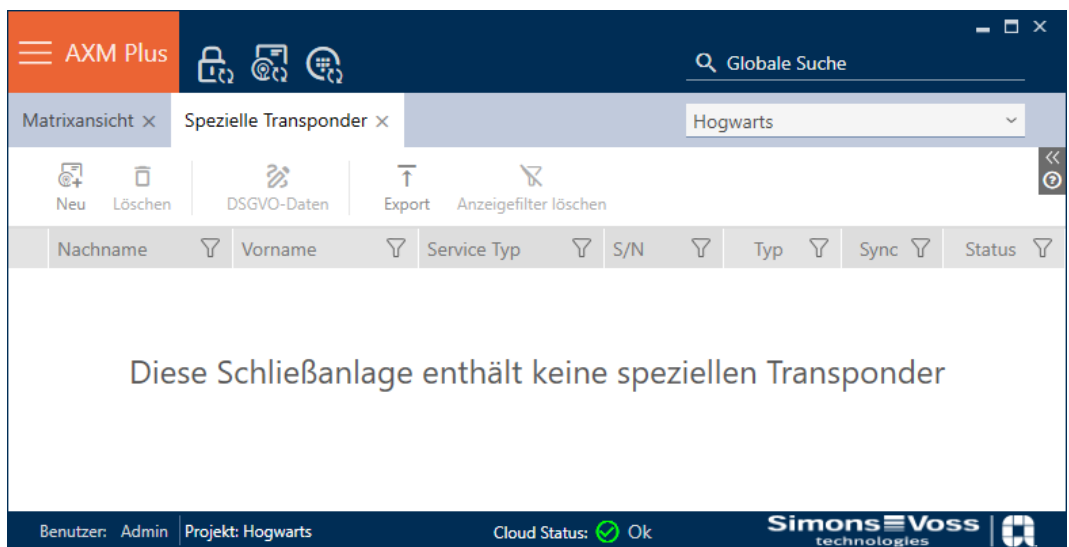 AXM Plus
Globale Suche
Matrixansicht
Spezielle Transponder
Hogwarts
Neu Löschen DSGVO-Daten Export Anzeigefilter löschen
Nachname Vorname Service Typ S/N Typ Sync Status
Diese Schließanlage enthält keine speziellen Transponder
Benutzer: Admin Projekt: Hogwarts Cloud Status: Ok SimonsVoss
technologies